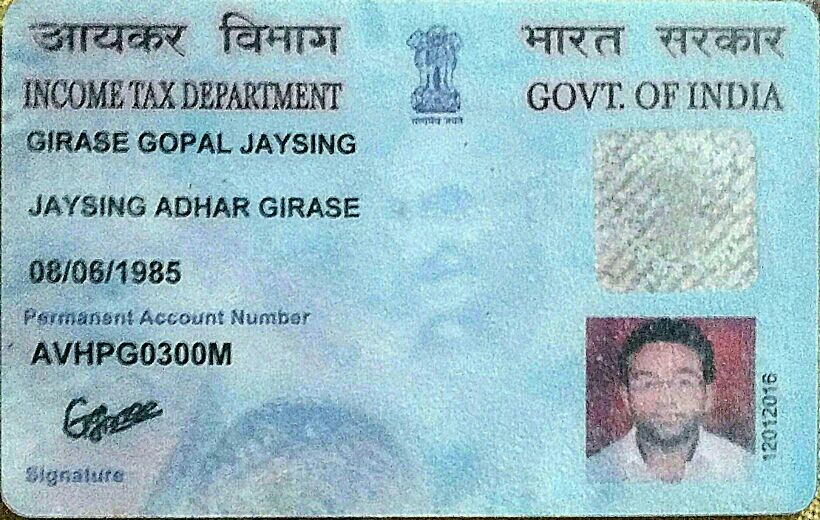 आयकर विभाग
भारत सरकार
INCOME TAX DEPARTMENT
GOVT. OF INDIA
सत्यमेव जयते
GIRASE GOPAL JAYSING
JAYSING ADHAR GIRASE
08/06/1985
Permanent Account Number
AVHPG0300M
12012016
Signature